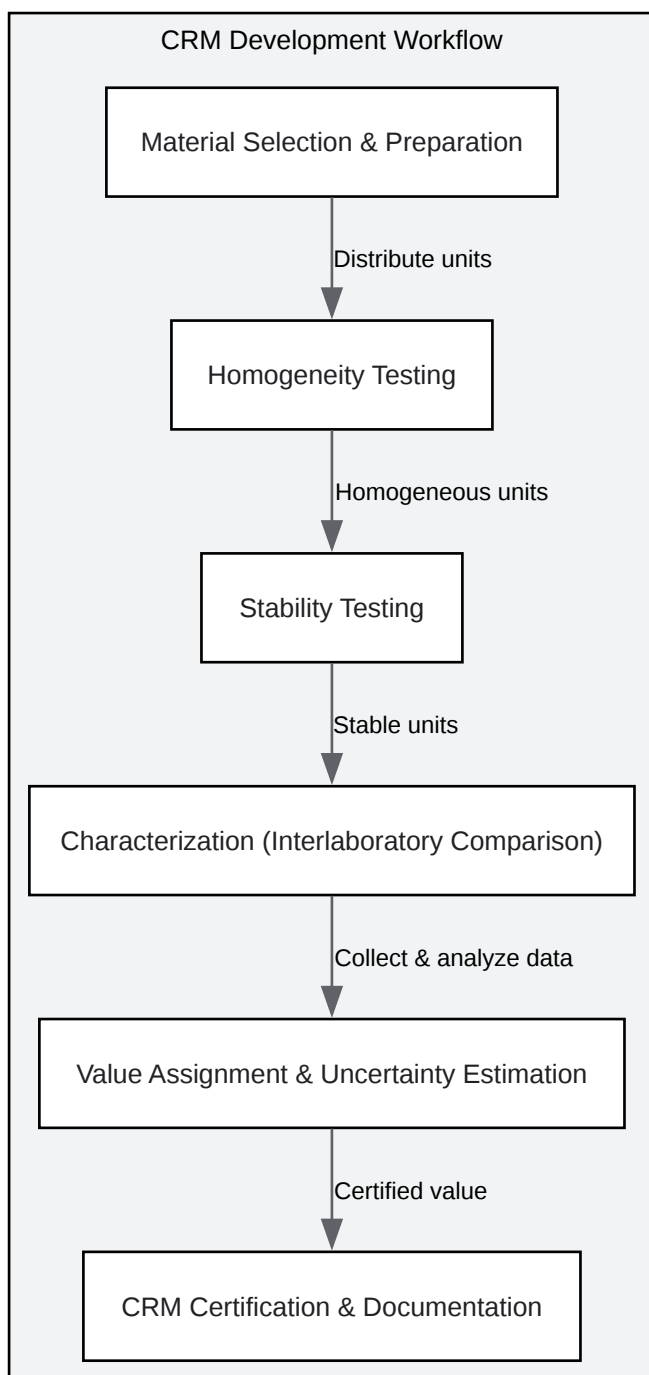 CRM Development Workflow
Material Selection & Preparation
Distribute units
Homogeneity Testing
Homogeneous units
Stability Testing
Stable units
Characterization (Interlaboratory Comparison)
Collect & analyze data
Value Assignment & Uncertainty Estimation
Certified value
CRM Certification & Documentation